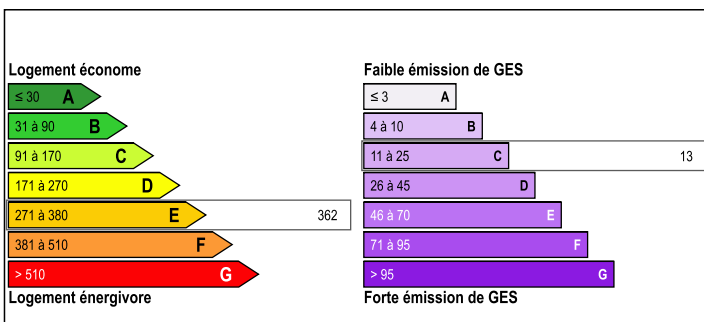 Logement économe
≤ 30 A
31 à 90 B
91 à 170 C
171 à 270 D
271 à 380 E 362
381 à 510 F
> 510 G
Logement énergivore
Faible émission de GES
≤ 3 A
4 à 10 B
11 à 25 C 13
26 à 45 D
46 à 70 E
71 à 95 F
> 95 G
Forte émission de GES